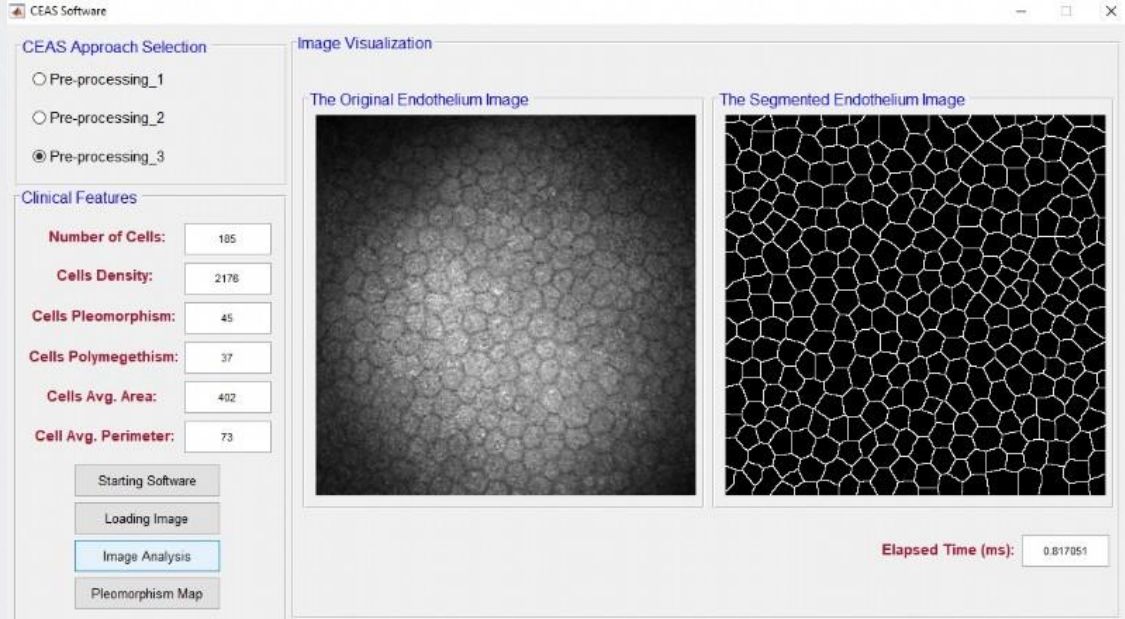 CEAS Software
CEAS Approach Selection
Pre-processing_1
Pre-processing_2
Pre-processing_3
Clinical Features
Number of Cells: 185
Cells Density: 2176
Cells Pleomorphism: 45
Cells Polymegethism: 37
Cells Avg. Area: 402
Cell Avg. Perimeter: 73
Starting Software
Loading Image
Image Analysis
Pleomorphism Map
Image Visualization
The Original Endothelium Image
The Segmented Endothelium Image
Elapsed Time (ms): 0.817051